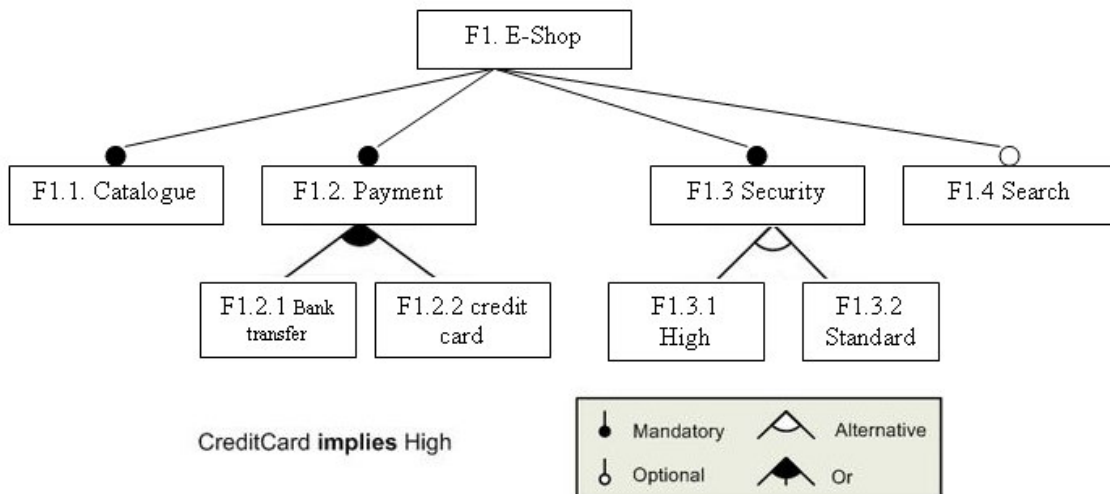 F1. E-Shop
F1.1. Catalogue
F1.2. Payment
F1.3 Security
F1.4 Search
F1.2.1 Bank
transfer
F1.2.2 credit
card
F1.3.1
High
F1.3.2
Standard
CreditCard implies High
Mandatory
Alternative
Optional
Or